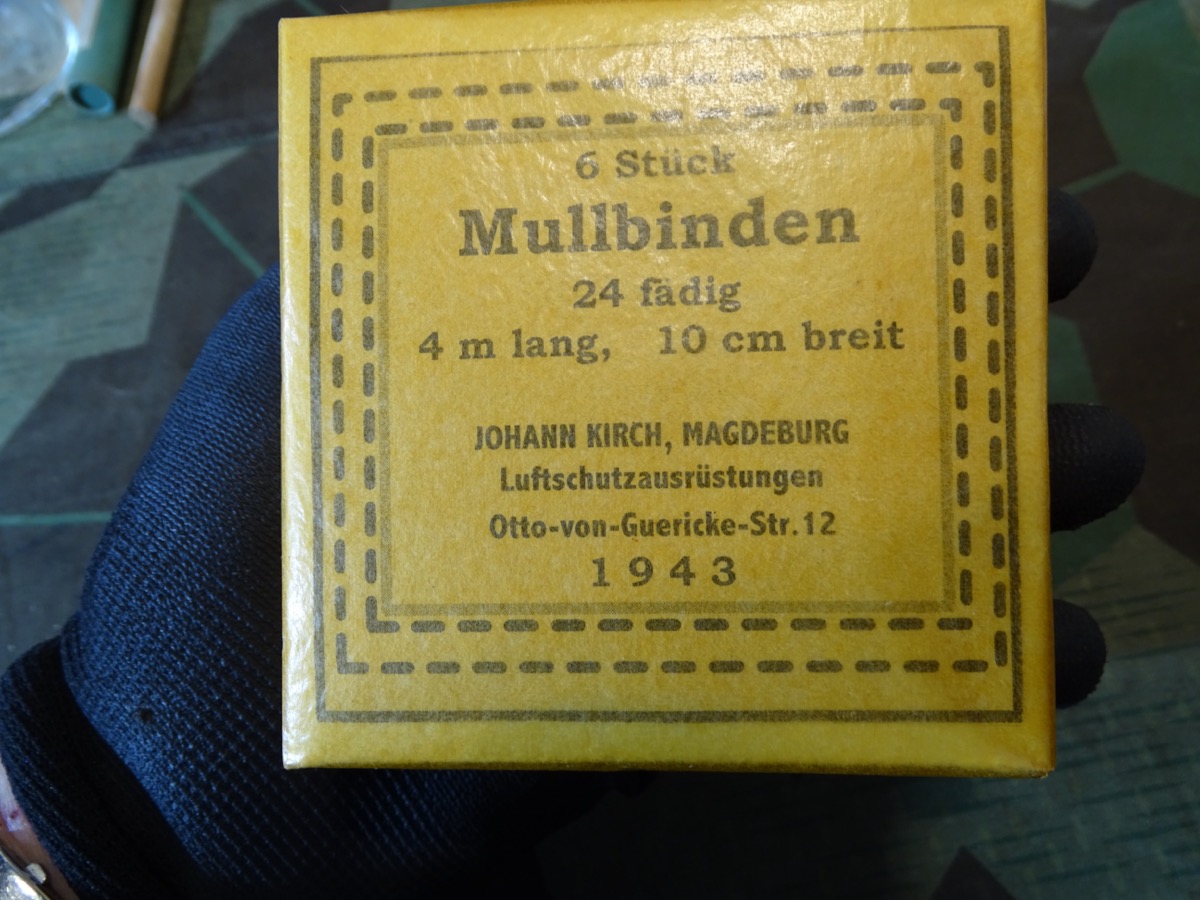 6 Stück
Mullbinden
24 fädig
4 m lang, 10 cm breit
JOHANN KIRCH, MAGDEBURG
Luftschutzausrüstungen
Otto-von-Guericke-Str. 12
1943